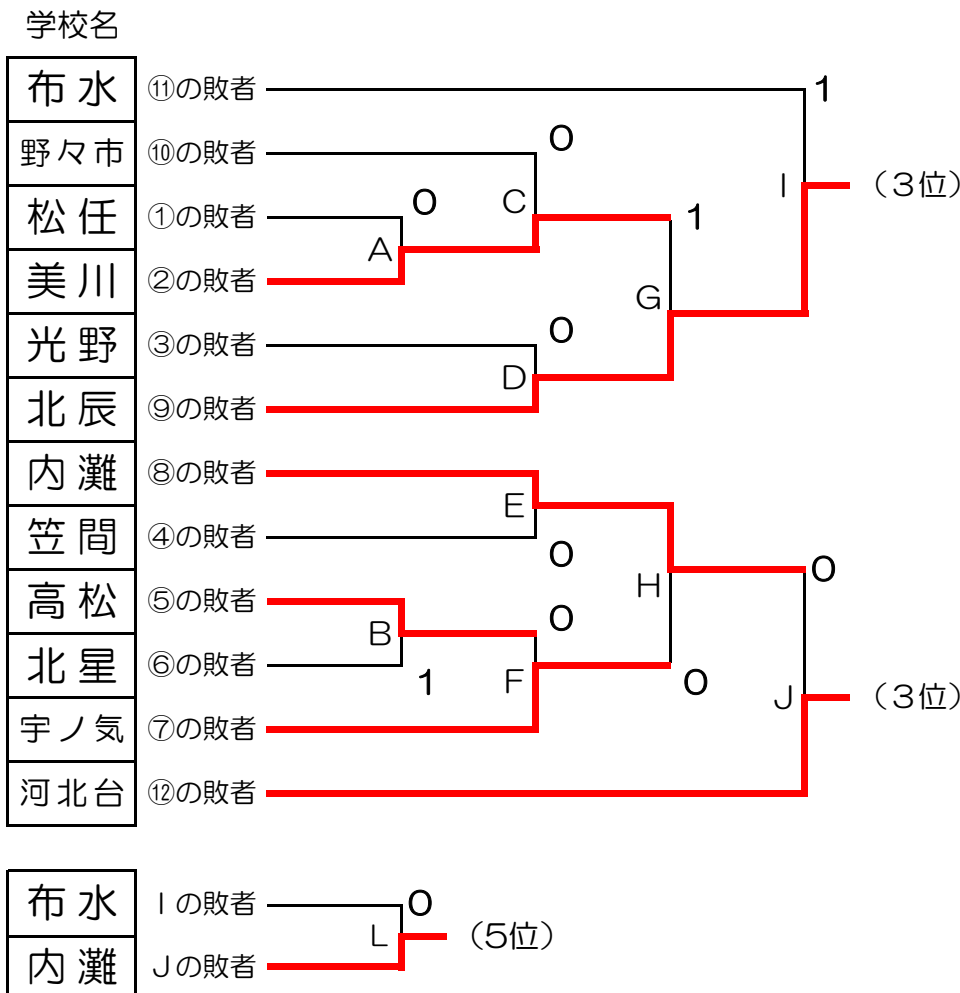 学校名
布水 ⑪の敗者 1
野々市 ⑩の敗者 0
I （3位）
松任 ①の敗者 0 C 1
A
美川 ②の敗者
G
光野 ③の敗者 0
D
北辰 ⑨の敗者
内灘 ⑧の敗者
E
笠間 ④の敗者 0
H 0
高松 ⑤の敗者 0
B
北星 ⑥の敗者 1 F 0
J （3位）
宇ノ気 ⑦の敗者
河北台 ⑫の敗者
布水 Iの敗者 0
L （5位）
内灘 Jの敗者